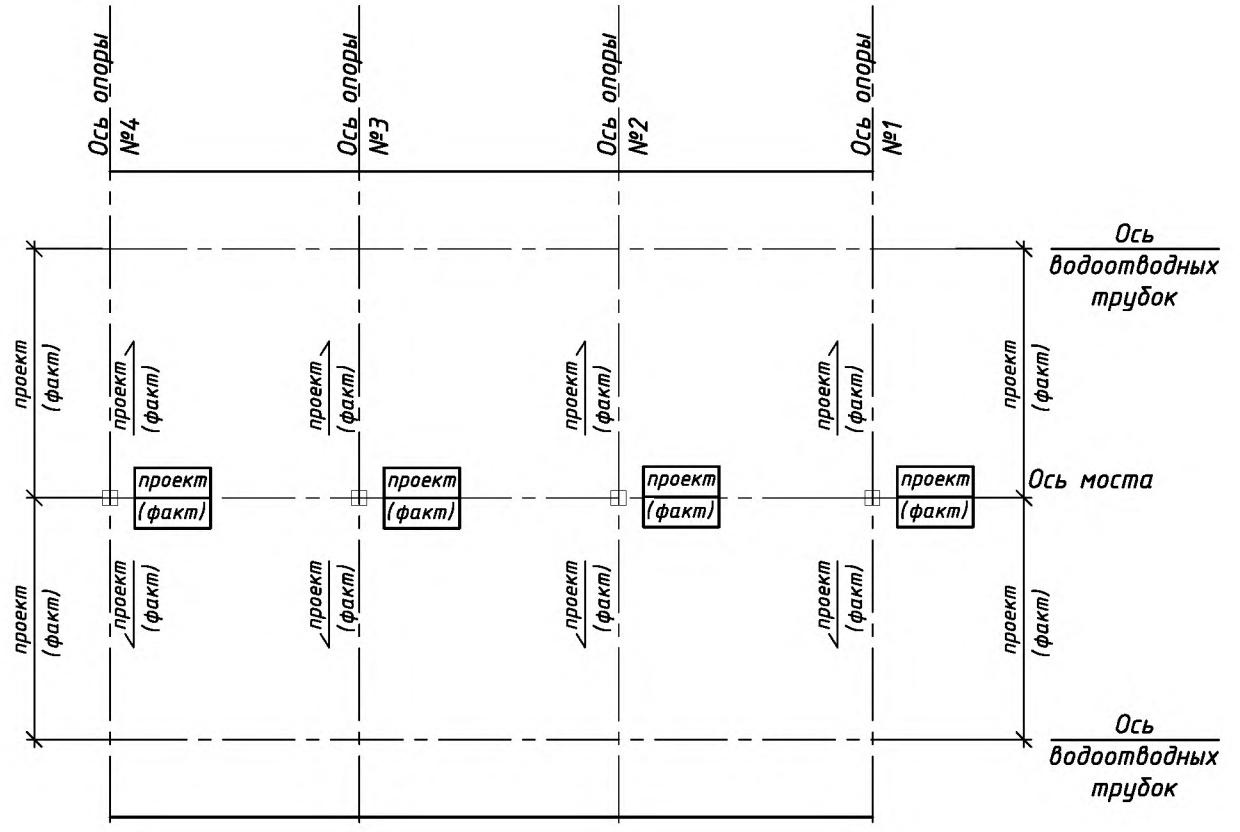 Ось опоры
№4
Ось опоры
№3
Ось опоры
№2
Ось опоры
№1
Ось
водоотводных
трубок
проект
(факт)
проект
(факт)
проект
(факт)
проект
(факт)
проект
(факт)
проект
(факт)
проект
(факт)
проект
(факт)
проект
(факт)
проект
(факт)
Ось моста
проект
(факт)
проект
(факт)
проект
(факт)
проект
(факт)
проект
(факт)
проект
(факт)
Ось
водоотводных
трубок